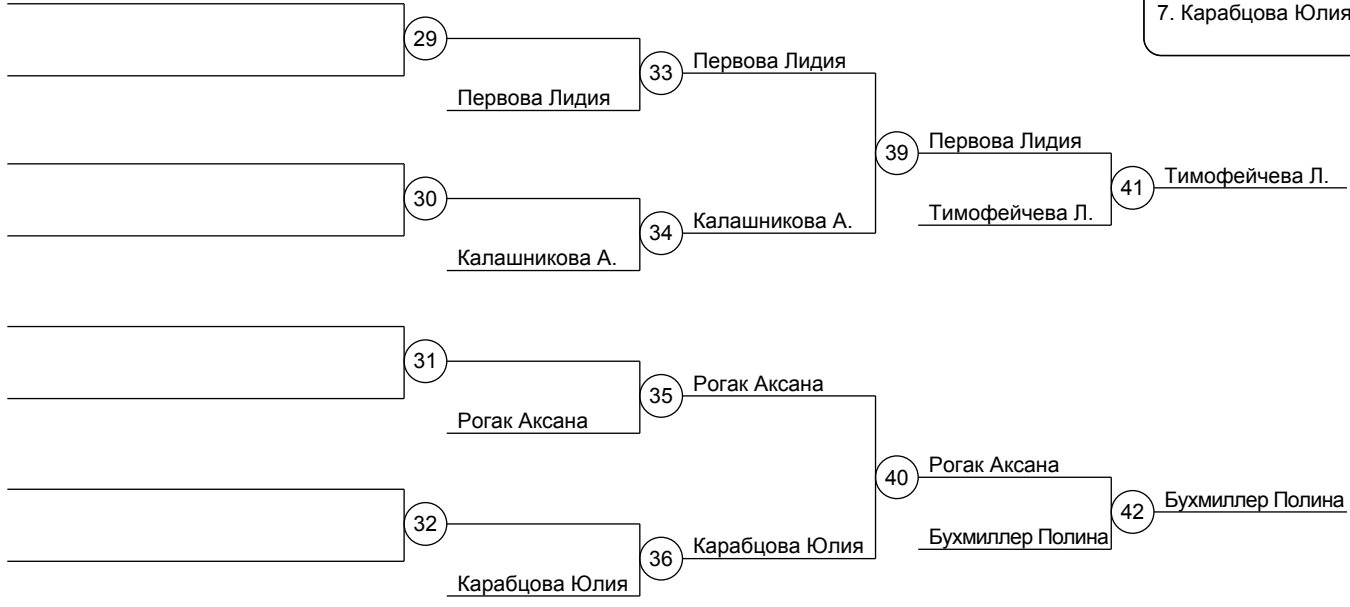 7. Карабцова Юлия
29
33
Первова Лидия
Первова Лидия
39
Первова Лидия
41
Тимофейчева Л.
Тимофейчева Л.
30
34
Калашникова А.
Калашникова А.
31
35
Рогак Аксана
Рогак Аксана
40
Рогак Аксана
42
Бухмиллер Полина
Бухмиллер Полина
32
36
Карабцова Юлия
Карабцова Юлия